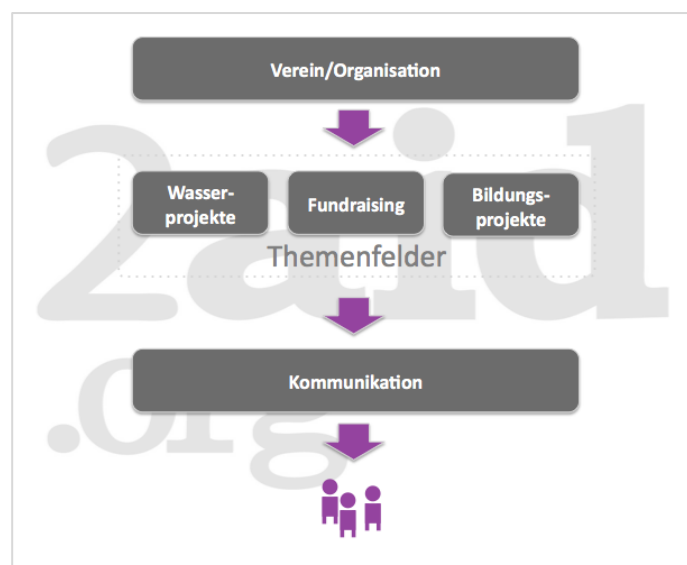 Verein/Organisation
Wasser-
projekte
Fundraising
Bildungs-
projekte
Themenfelder
Kommunikation
2aid
.org